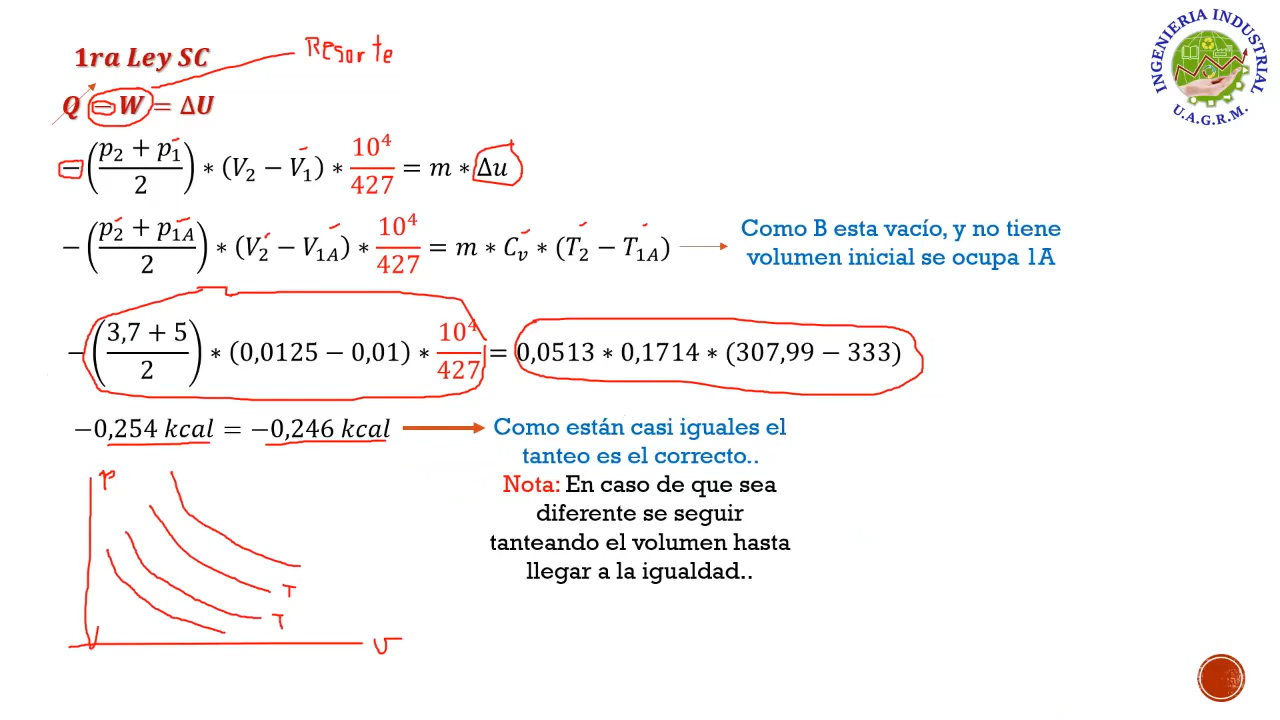 1ra Ley SC
Resorte
Q − W = ΔU
−((p₂ + p₁)/2) ∗ (V₂ − V₁) ∗ 10⁴/427 = m ∗ Δu
−((p₂ + p₁A)/2) ∗ (V₂ − V₁A) ∗ 10⁴/427 = m ∗ Cᵥ ∗ (T₂ − T₁A)
Como B esta vacío, y no tiene
volumen inicial se ocupa 1A
−((3,7 + 5)/2) ∗ (0,0125 − 0,01) ∗ 10⁴/427 = 0,0513 ∗ 0,1714 ∗ (307,99 − 333)
−0,254 kcal = −0,246 kcal
Como están casi iguales el
tanteo es el correcto..
Nota: En caso de que sea
diferente se seguir
tanteando el volumen hasta
llegar a la igualdad..
P
T
T
V
INGENIERIA INDUSTRIAL
U.A.G.R.M.